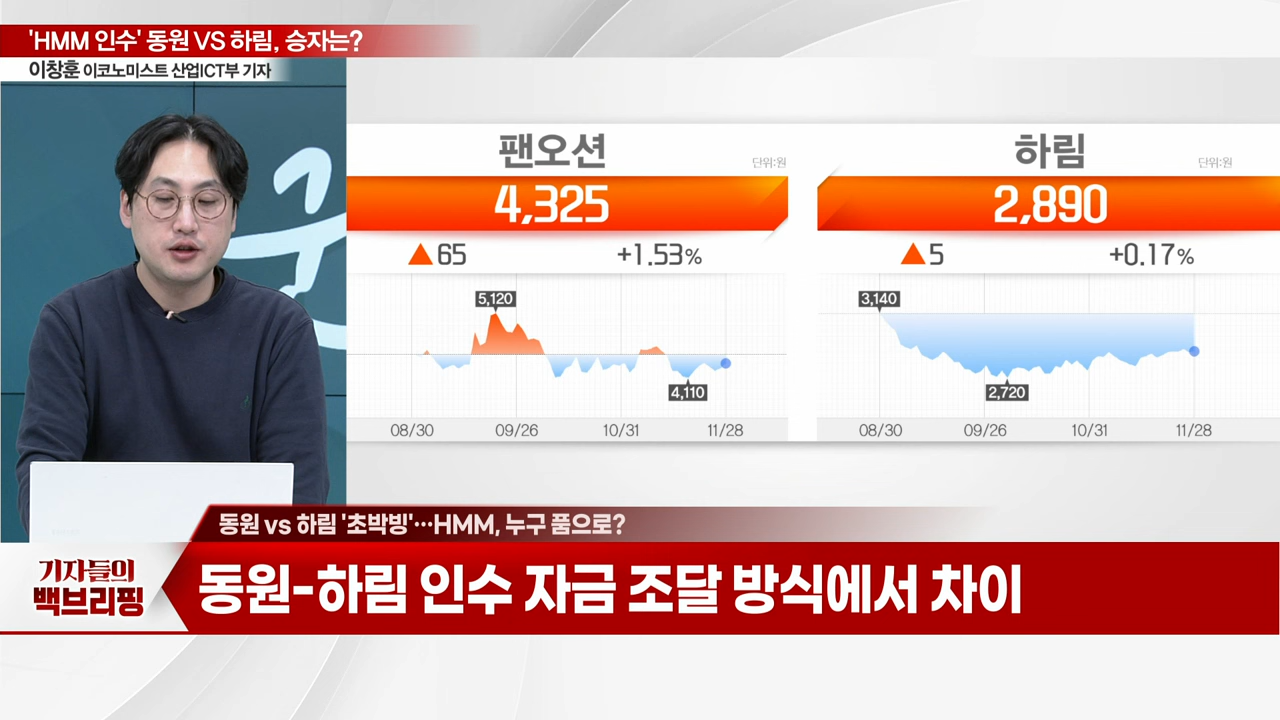 'HMM 인수' 동원 VS 하림, 승자는?
이창훈 이코노미스트 산업ICT부 기자
팬오션
단위:원
4,325
▲65 +1.53%
5,120
4,110
08/30 09/26 10/31 11/28
하림
단위:원
2,890
▲5 +0.17%
3,140
2,720
08/30 09/26 10/31 11/28
동원 vs 하림 '초박빙'…HMM, 누구 품으로?
기자들의
백브리핑
동원-하림 인수 자금 조달 방식에서 차이